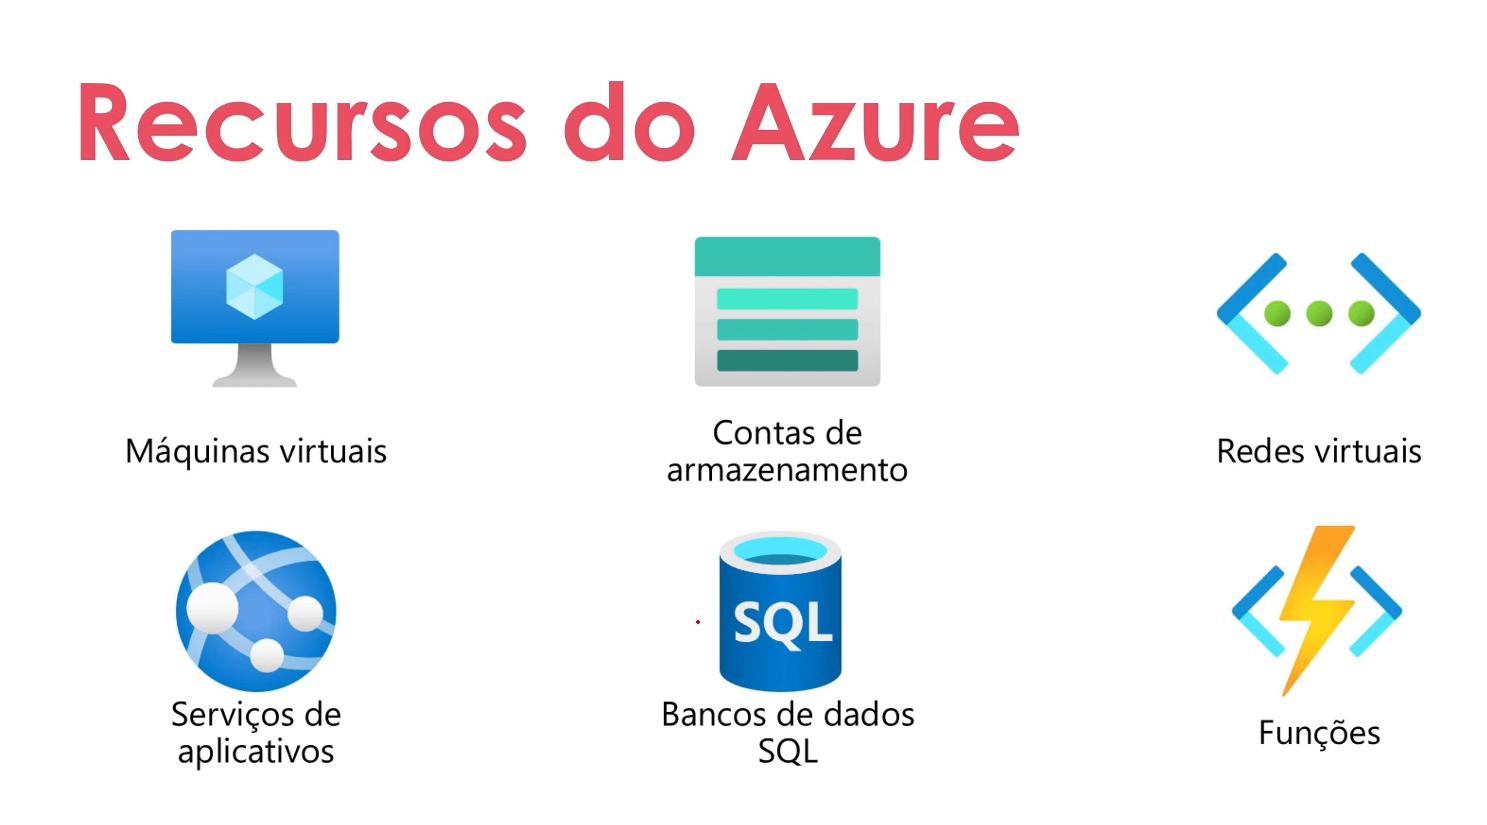 Recursos do Azure
Máquinas virtuais
Contas de
armazenamento
Redes virtuais
Serviços de
aplicativos
SQL
Bancos de dados
SQL
Funções